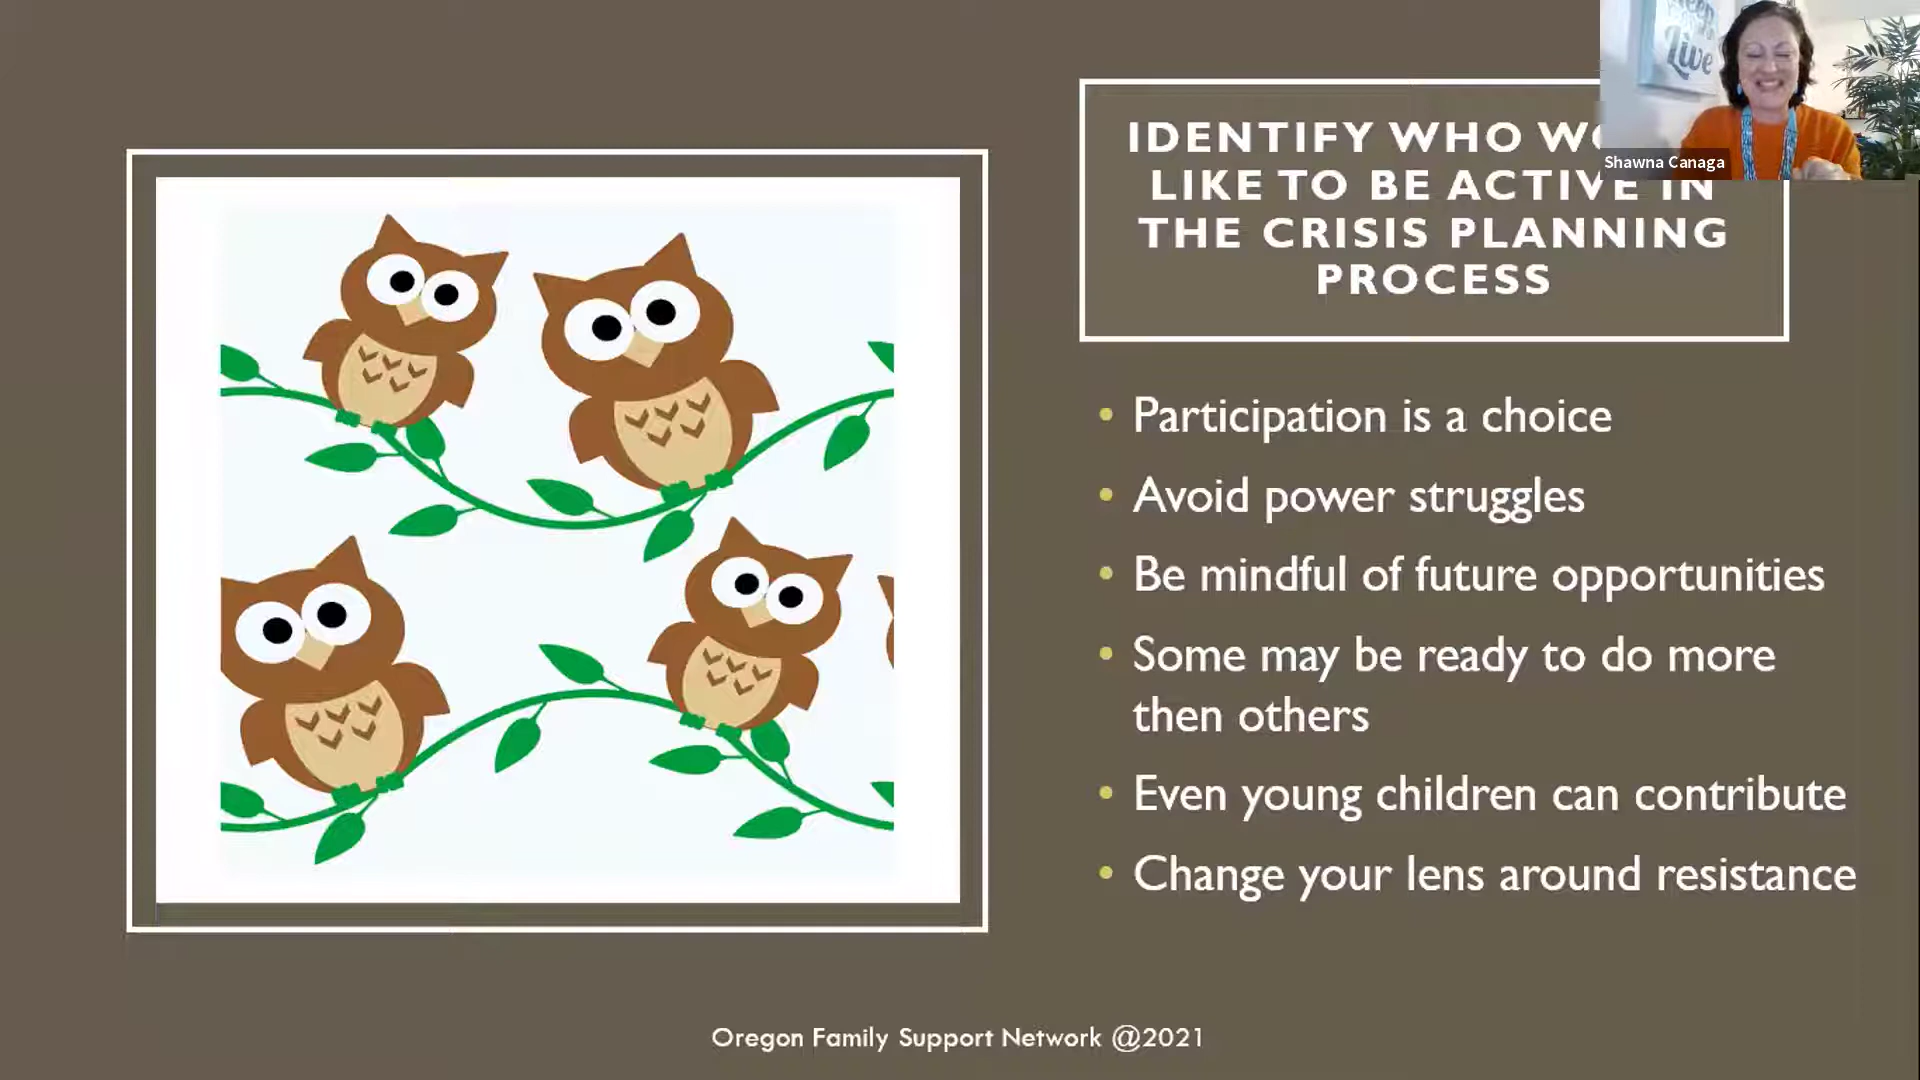 Live
Shawna Canaga
IDENTIFY WHO
LIKE TO BE ACTIVE IN
THE CRISIS PLANNING
PROCESS
• Participation is a choice
• Avoid power struggles
• Be mindful of future opportunities
• Some may be ready to do more
then others
• Even young children can contribute
• Change your lens around resistance
Oregon Family Support Network @2021